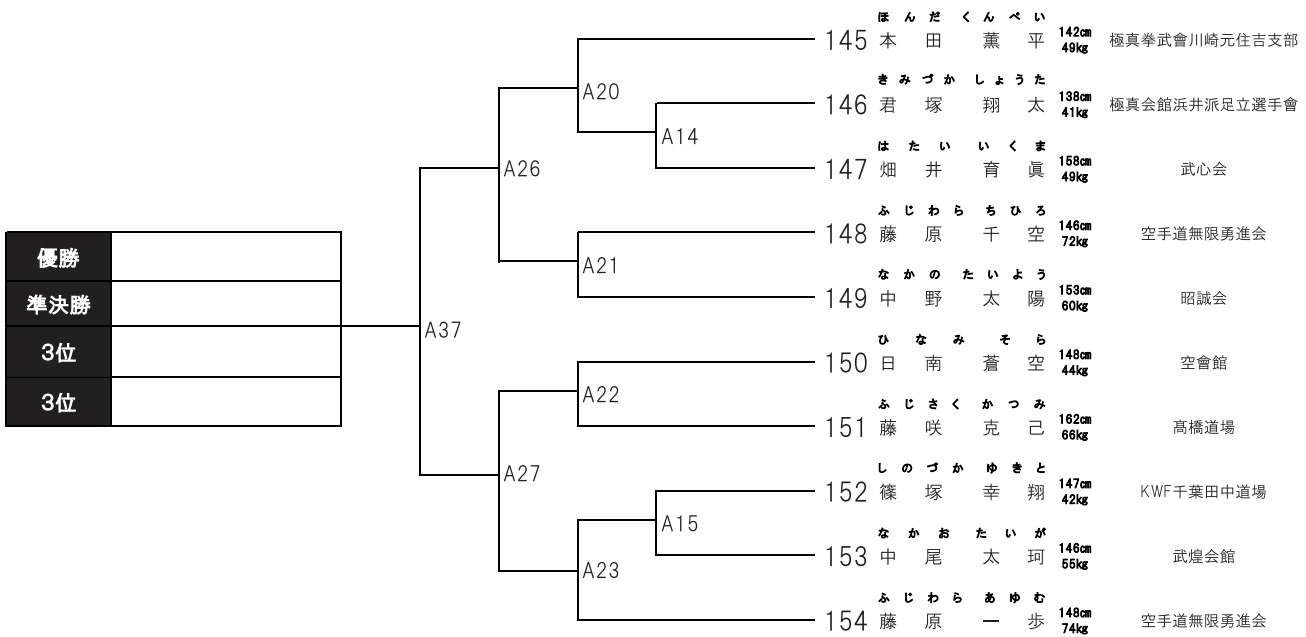 ほんだ くんぺい
145 本田 薫平 142cm 49kg 極真拳武會川崎元住吉支部
A20
きみづか しょうた
146 君塚 翔太 138cm 41kg 極真会館浜井派足立選手會
A14
はたい いくま
147 畑井 育眞 158cm 49kg 武心会
A26
ふじわら ちひろ
148 藤原 千空 146cm 72kg 空手道無限勇進会
A21
なかの たいよう
149 中野 太陽 153cm 60kg 昭誠会
優勝
準決勝
3位
3位
A37
ひなみ そら
150 日南 蒼空 148cm 44kg 空會館
A22
ふじさく かつみ
151 藤咲 克己 162cm 66kg 髙橋道場
A27
しのづか ゆきと
152 篠塚 幸翔 147cm 42kg KWF千葉田中道場
A15
なかお たいが
153 中尾 太珂 146cm 55kg 武煌会館
A23
ふじわら あゆむ
154 藤原 一歩 148cm 74kg 空手道無限勇進会